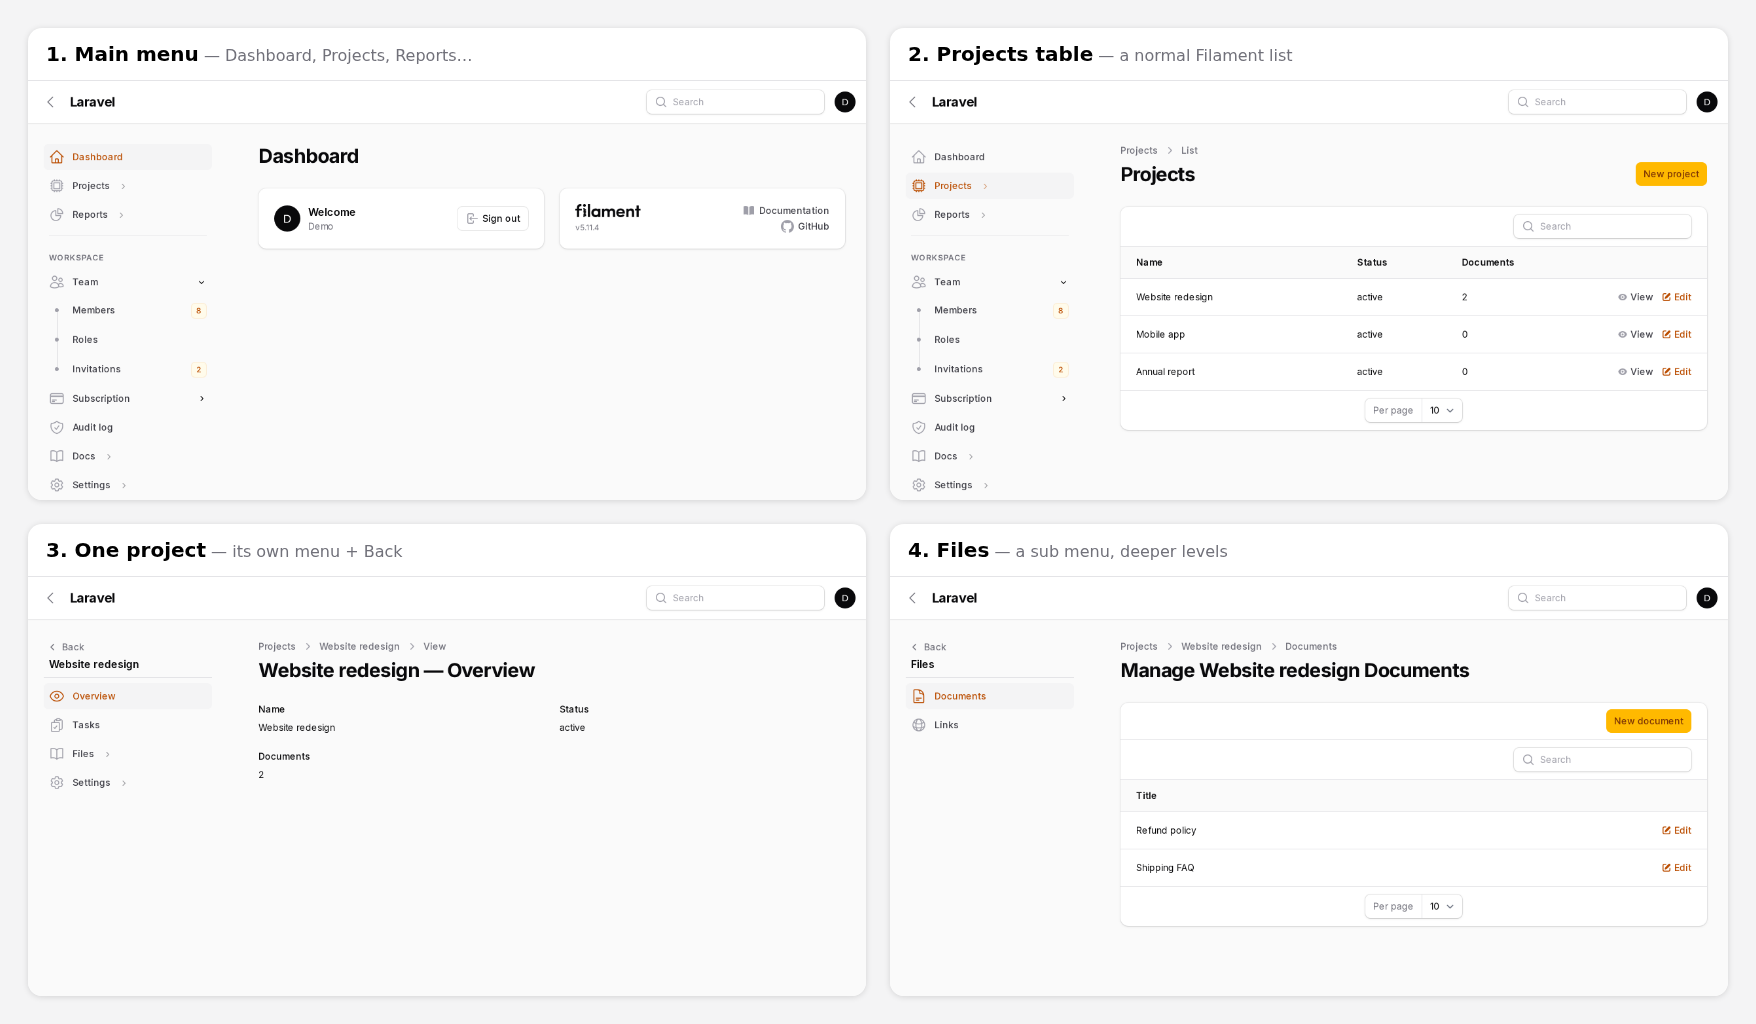 1. Main menu — Dashboard, Projects, Reports...
Laravel
Search
D
Dashboard
Projects
Reports
WORKSPACE
Team
Members 8
Roles
Invitations 2
Subscription
Audit log
Docs
Settings
Dashboard
D
Welcome
Demo
Sign out
filament
v5.11.4
Documentation
GitHub
2. Projects table — a normal Filament list
Laravel
Search
D
Dashboard
Projects
Reports
WORKSPACE
Team
Members 8
Roles
Invitations 2
Subscription
Audit log
Docs
Settings
Projects List
Projects
New project
Search
Name Status Documents
Website redesign active 2 View Edit
Mobile app active 0 View Edit
Annual report active 0 View Edit
Per page 10
3. One project — its own menu + Back
Laravel
Search
D
Back
Website redesign
Overview
Tasks
Files
Settings
Projects Website redesign View
Website redesign — Overview
Name Status
Website redesign active
Documents
2
4. Files — a sub menu, deeper levels
Laravel
Search
D
Back
Files
Documents
Links
Projects Website redesign Documents
Manage Website redesign Documents
New document
Search
Title
Refund policy Edit
Shipping FAQ Edit
Per page 10